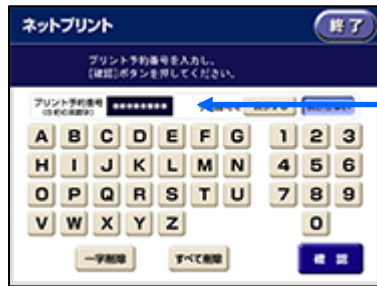 ネットプリント 終了
プリント予約番号を入力し、
[確認]ボタンを押してください。
プリント予約番号 ********
A B C D E F G 1 2 3
H I J K L M N 4 5 6
O P Q R S T U 7 8 9
V W X Y Z 0
一字削除 すべて削除 確認